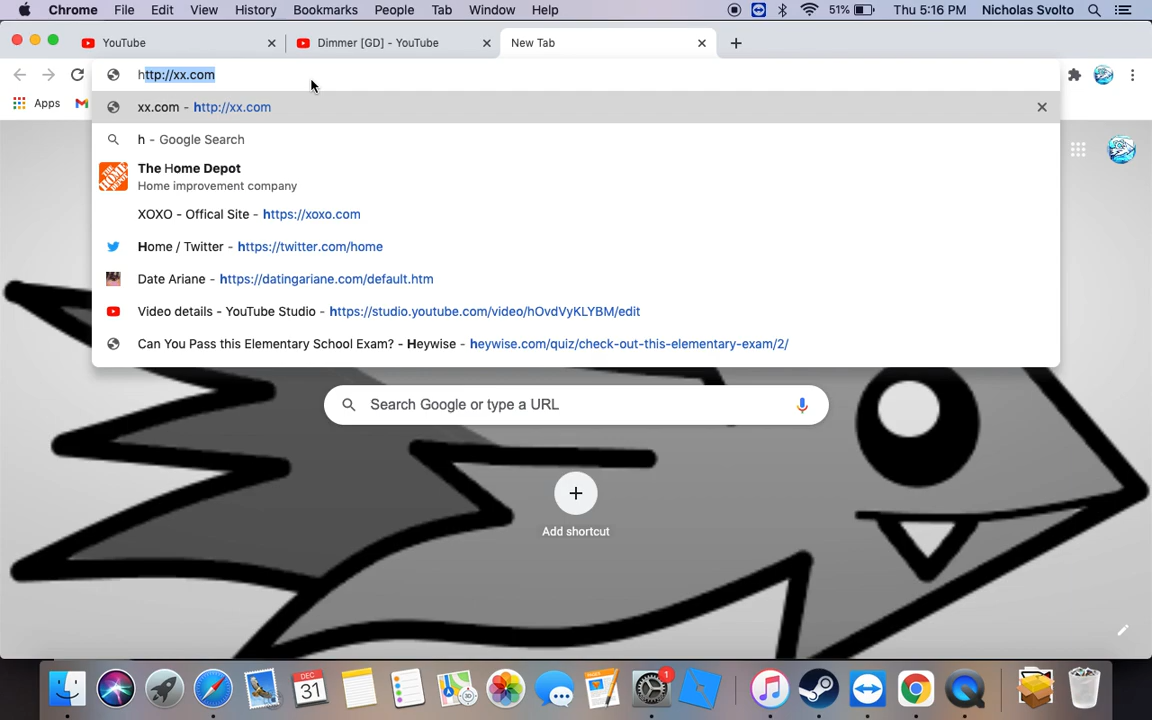 Chrome File Edit View History Bookmarks People Tab Window Help 51% Thu 5:16 PM Nicholas Svolto
YouTube Dimmer [GD] - YouTube New Tab
http://xx.com
Apps
xx.com - http://xx.com
h - Google Search
THE HOME DEPOT
The Home Depot
Home improvement company
XOXO - Offical Site - https://xoxo.com
Home / Twitter - https://twitter.com/home
Date Ariane - https://datingariane.com/default.htm
Video details - YouTube Studio - https://studio.youtube.com/video/hOvdVyKLYBM/edit
Can You Pass this Elementary School Exam? - Heywise - heywise.com/quiz/check-out-this-elementary-exam/2/
Search Google or type a URL
Add shortcut
DEC
31
1